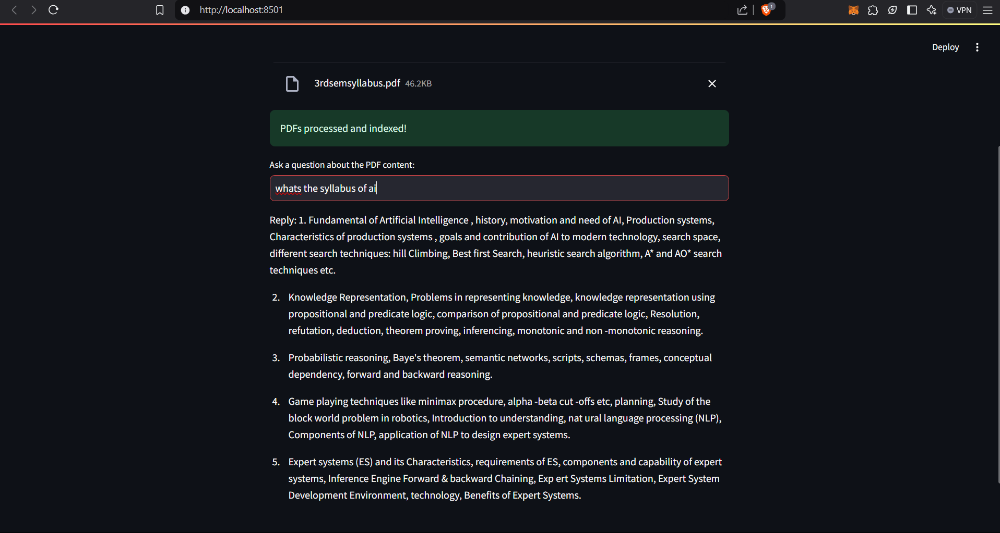 http://localhost:8501
1
VPN
Deploy
3rdsemsyllabus.pdf 46.2KB
PDFs processed and indexed!
Ask a question about the PDF content:
whats the syllabus of ai
Reply: 1. Fundamental of Artificial Intelligence , history, motivation and need of AI, Production systems,
Characteristics of production systems , goals and contribution of AI to modern technology, search space,
different search techniques: hill Climbing, Best first Search, heuristic search algorithm, A* and AO* search
techniques etc.
2. Knowledge Representation, Problems in representing knowledge, knowledge representation using
propositional and predicate logic, comparison of propositional and predicate logic, Resolution,
refutation, deduction, theorem proving, inferencing, monotonic and non -monotonic reasoning.
3. Probabilistic reasoning, Baye's theorem, semantic networks, scripts, schemas, frames, conceptual
dependency, forward and backward reasoning.
4. Game playing techniques like minimax procedure, alpha -beta cut -offs etc, planning, Study of the
block world problem in robotics, Introduction to understanding, nat ural language processing (NLP),
Components of NLP, application of NLP to design expert systems.
5. Expert systems (ES) and its Characteristics, requirements of ES, components and capability of expert
systems, Inference Engine Forward & backward Chaining, Exp ert Systems Limitation, Expert System
Development Environment, technology, Benefits of Expert Systems.